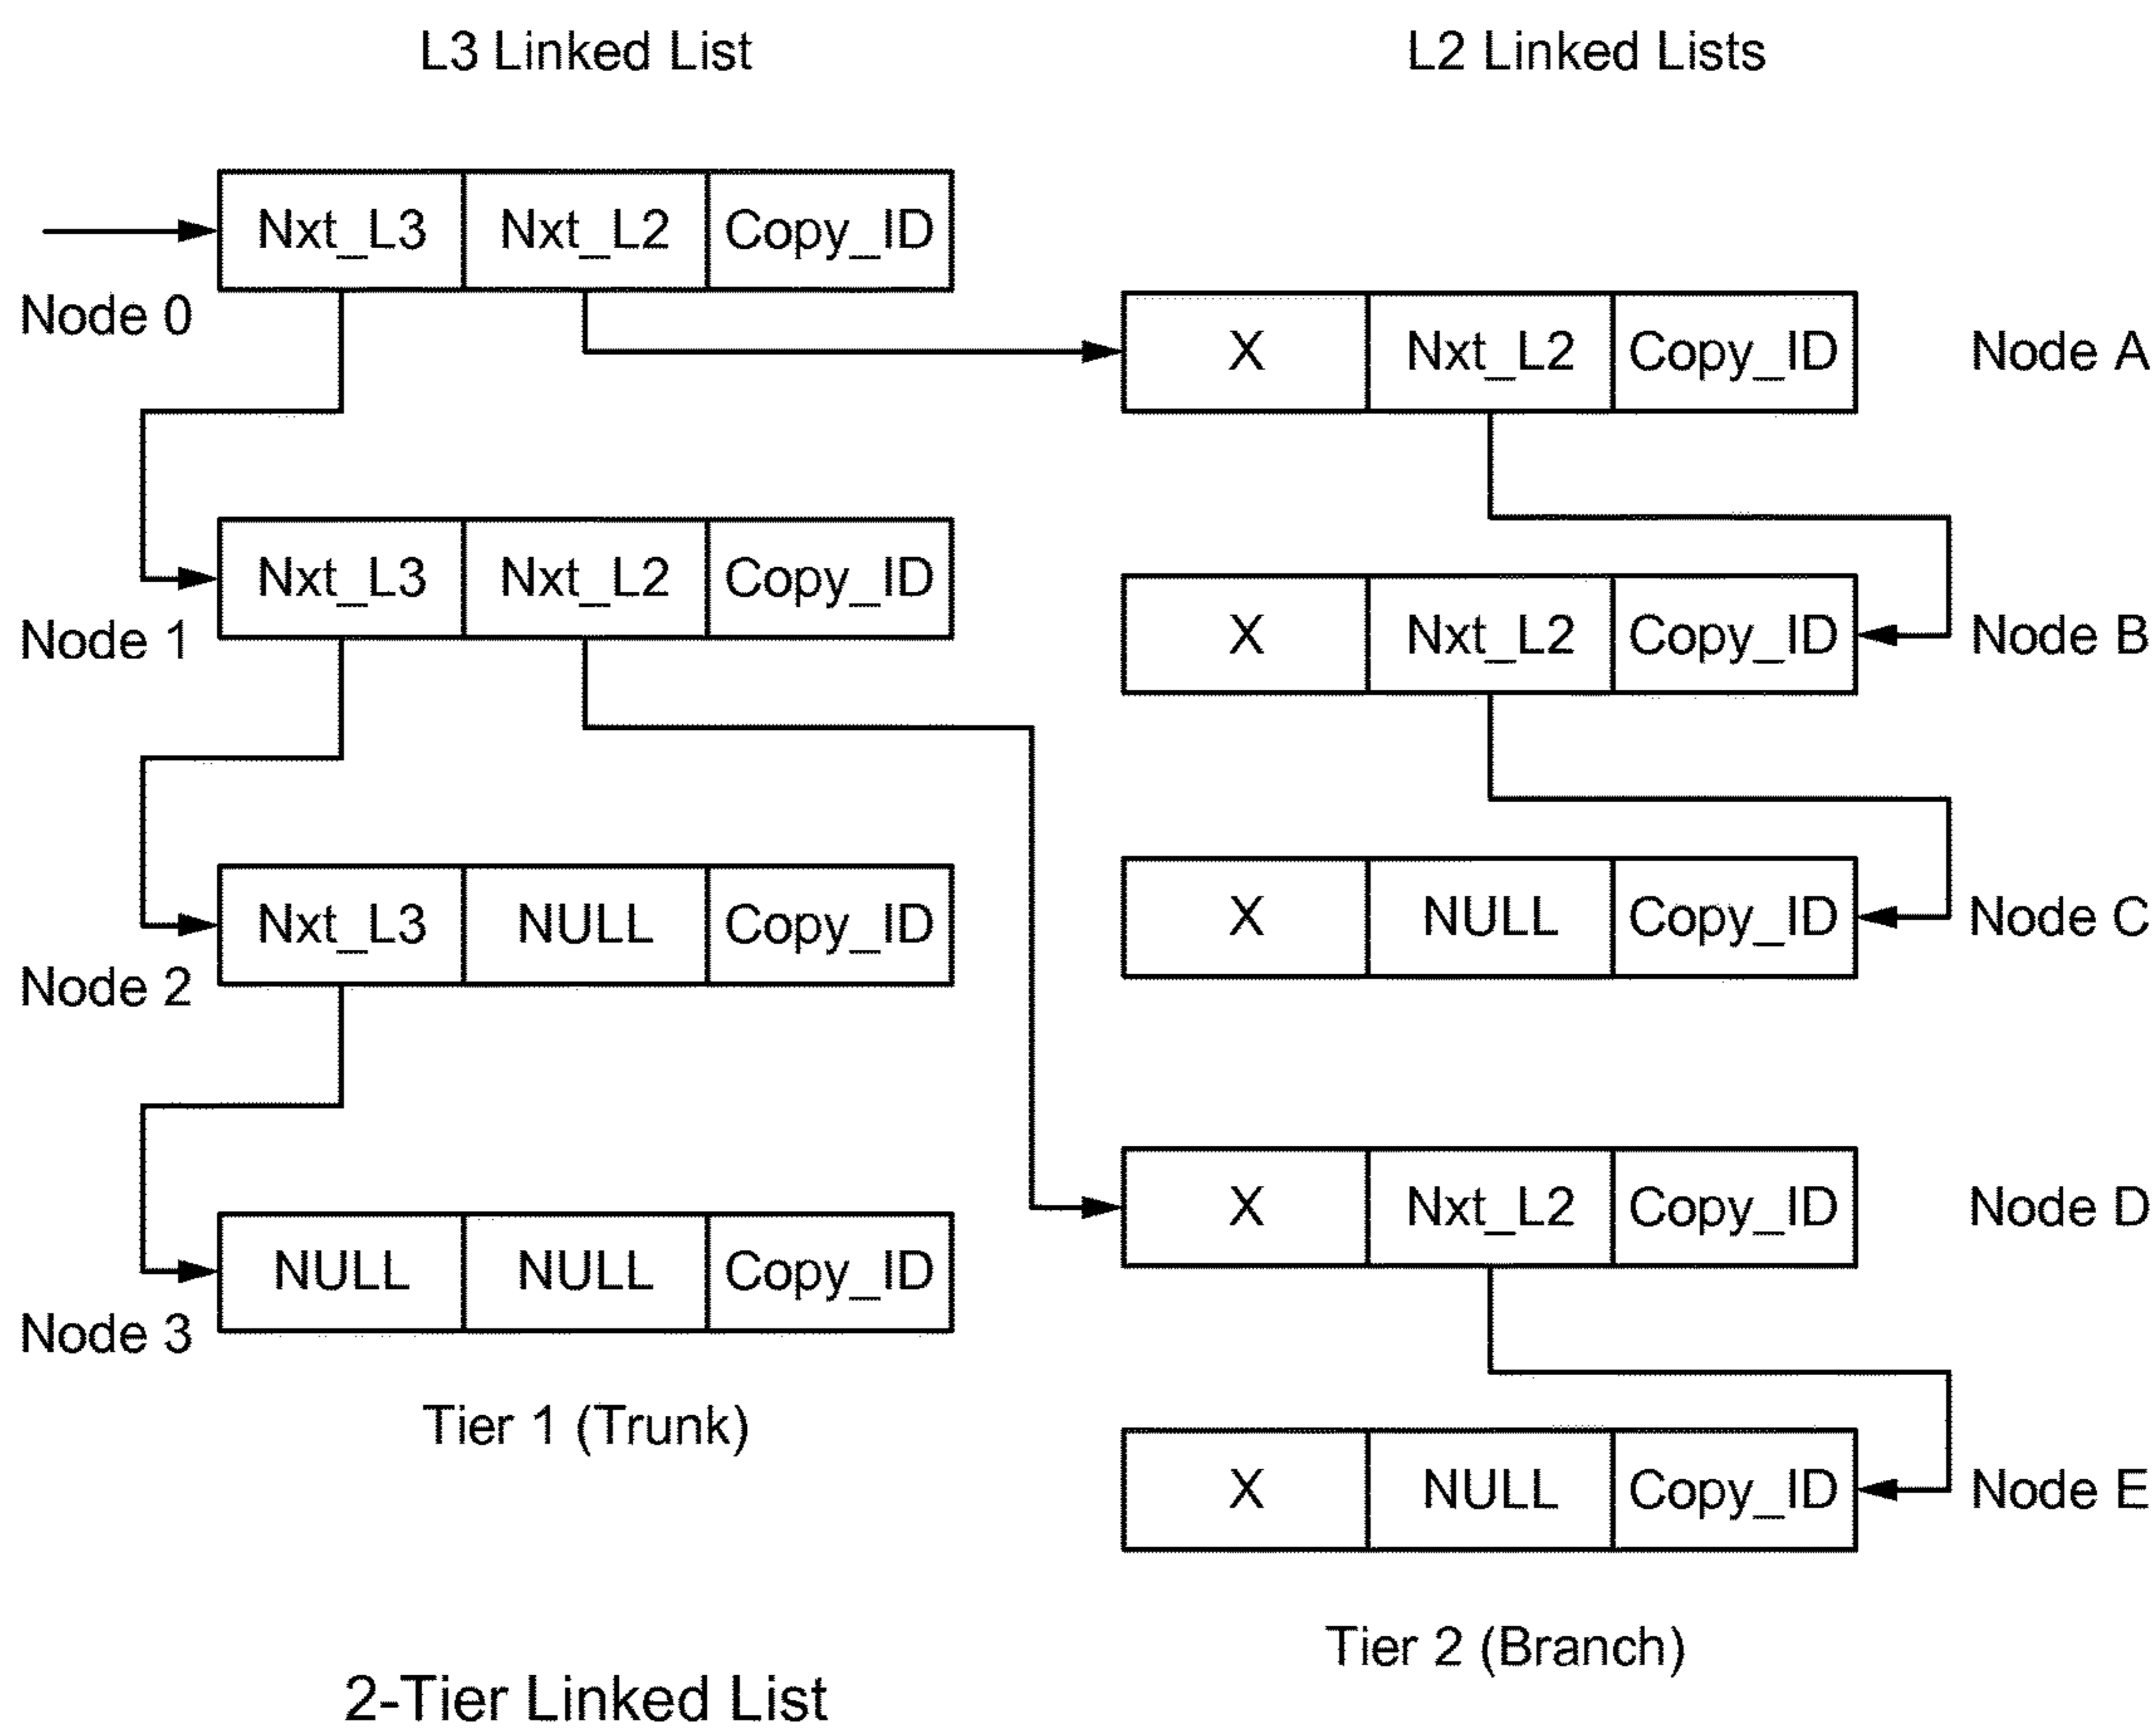 L3 Linked List
L2 Linked Lists
Nxt_L3 Nxt_L2 Copy_ID
Node 0
X Nxt_L2 Copy_ID Node A
Nxt_L3 Nxt_L2 Copy_ID
Node 1
X Nxt_L2 Copy_ID Node B
Nxt_L3 NULL Copy_ID
Node 2
X NULL Copy_ID Node C
X Nxt_L2 Copy_ID Node D
NULL NULL Copy_ID
Node 3
Tier 1 (Trunk)
X NULL Copy_ID Node E
Tier 2 (Branch)
2-Tier Linked List